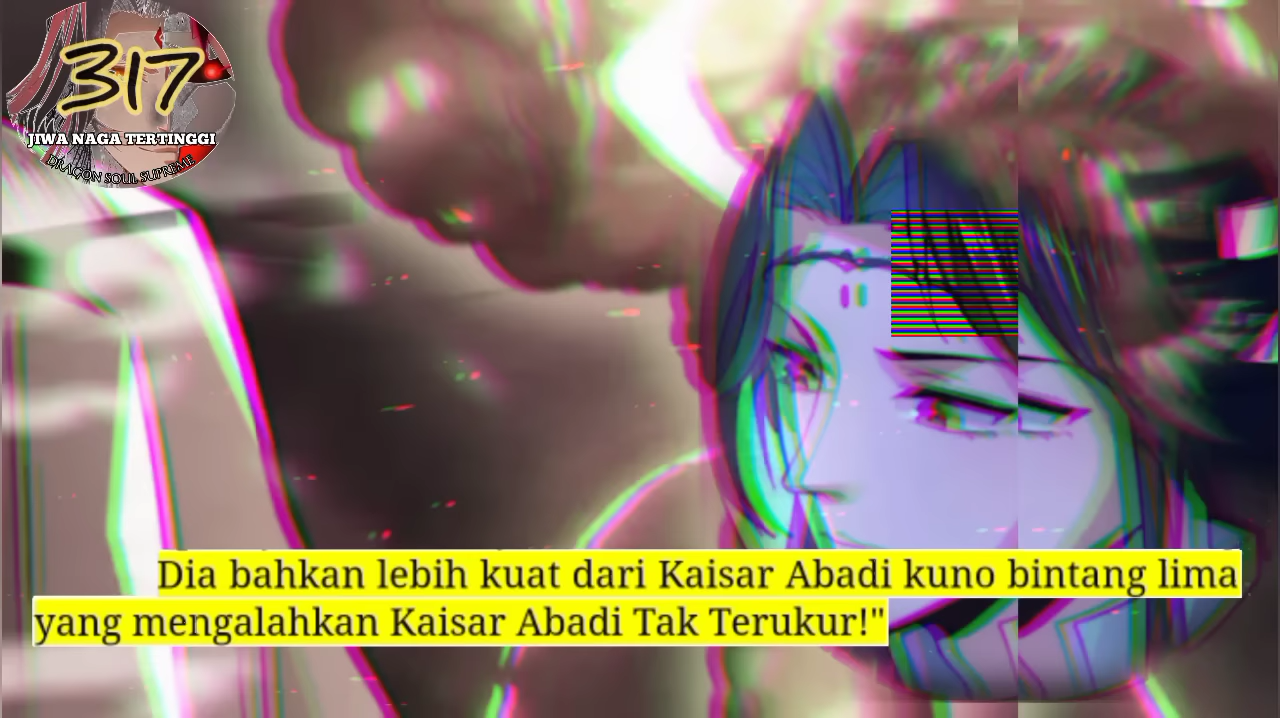 317
JIWA NAGA TERTINGGI
DRAGON SOUL SUPREME
Dia bahkan lebih kuat dari Kaisar Abadi kuno bintang lima
yang mengalahkan Kaisar Abadi Tak Terukur!"